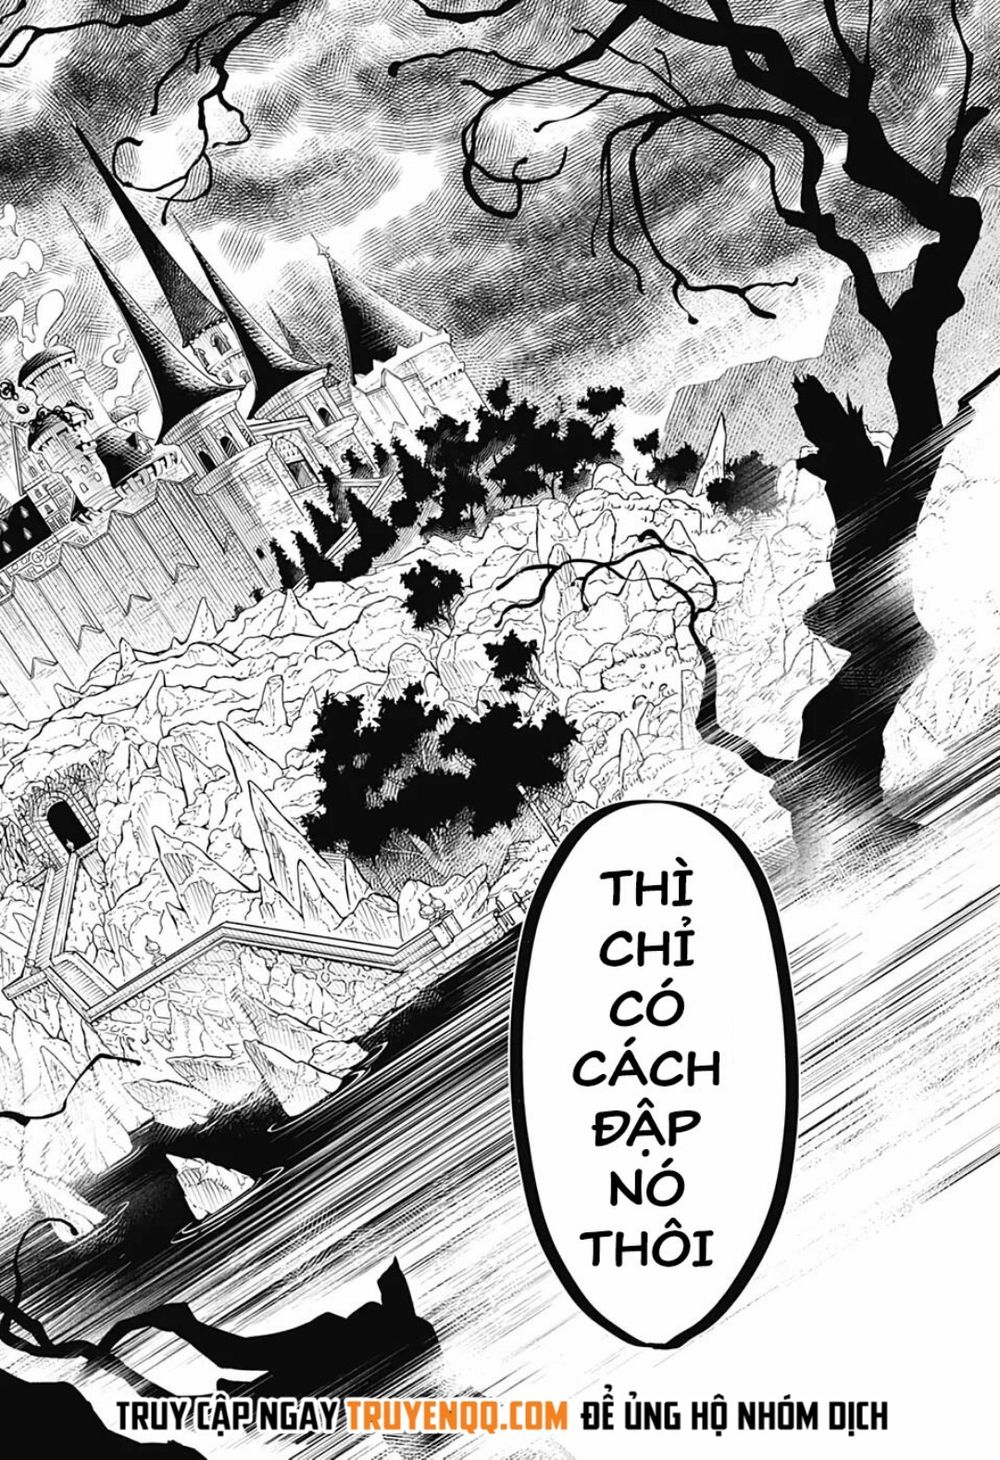 THÌ
CHỈ
CÓ
CÁCH
ĐẬP
NÓ
THÔI
TRUY CẬP NGAY TRUYENQQ.COM ĐỂ ỦNG HỘ NHÓM DỊCH